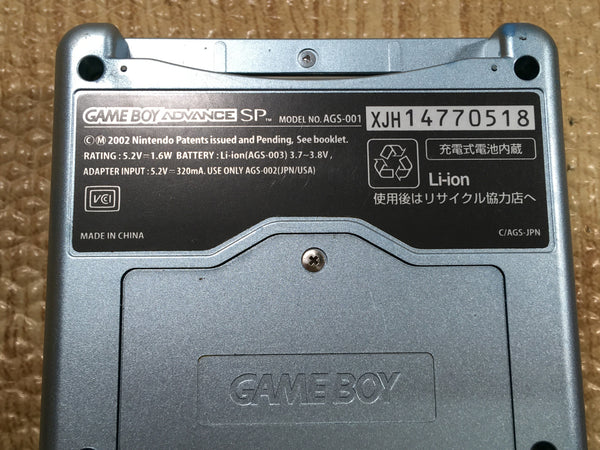 GAME BOY ADVANCE SP™ MODEL NO. AGS-001 XJH14770518
©Ⓜ2002 Nintendo Patents issued and Pending, See booklet.
RATING : 5.2V⎓1.6W BATTERY : Li-ion(AGS-003) 3.7~3.8V ,
ADAPTER INPUT : 5.2V⎓320mA. USE ONLY AGS-002(JPN/USA)
充電式電池内蔵
Li-ion
使用後はリサイクル協力店へ
VCI
MADE IN CHINA
C/AGS-JPN
GAME BOY